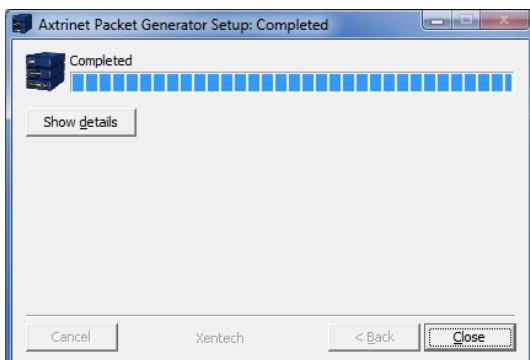 Axtrinet Packet Generator Setup: Completed
Completed
Show details
Cancel
Xentech
< Back
Close